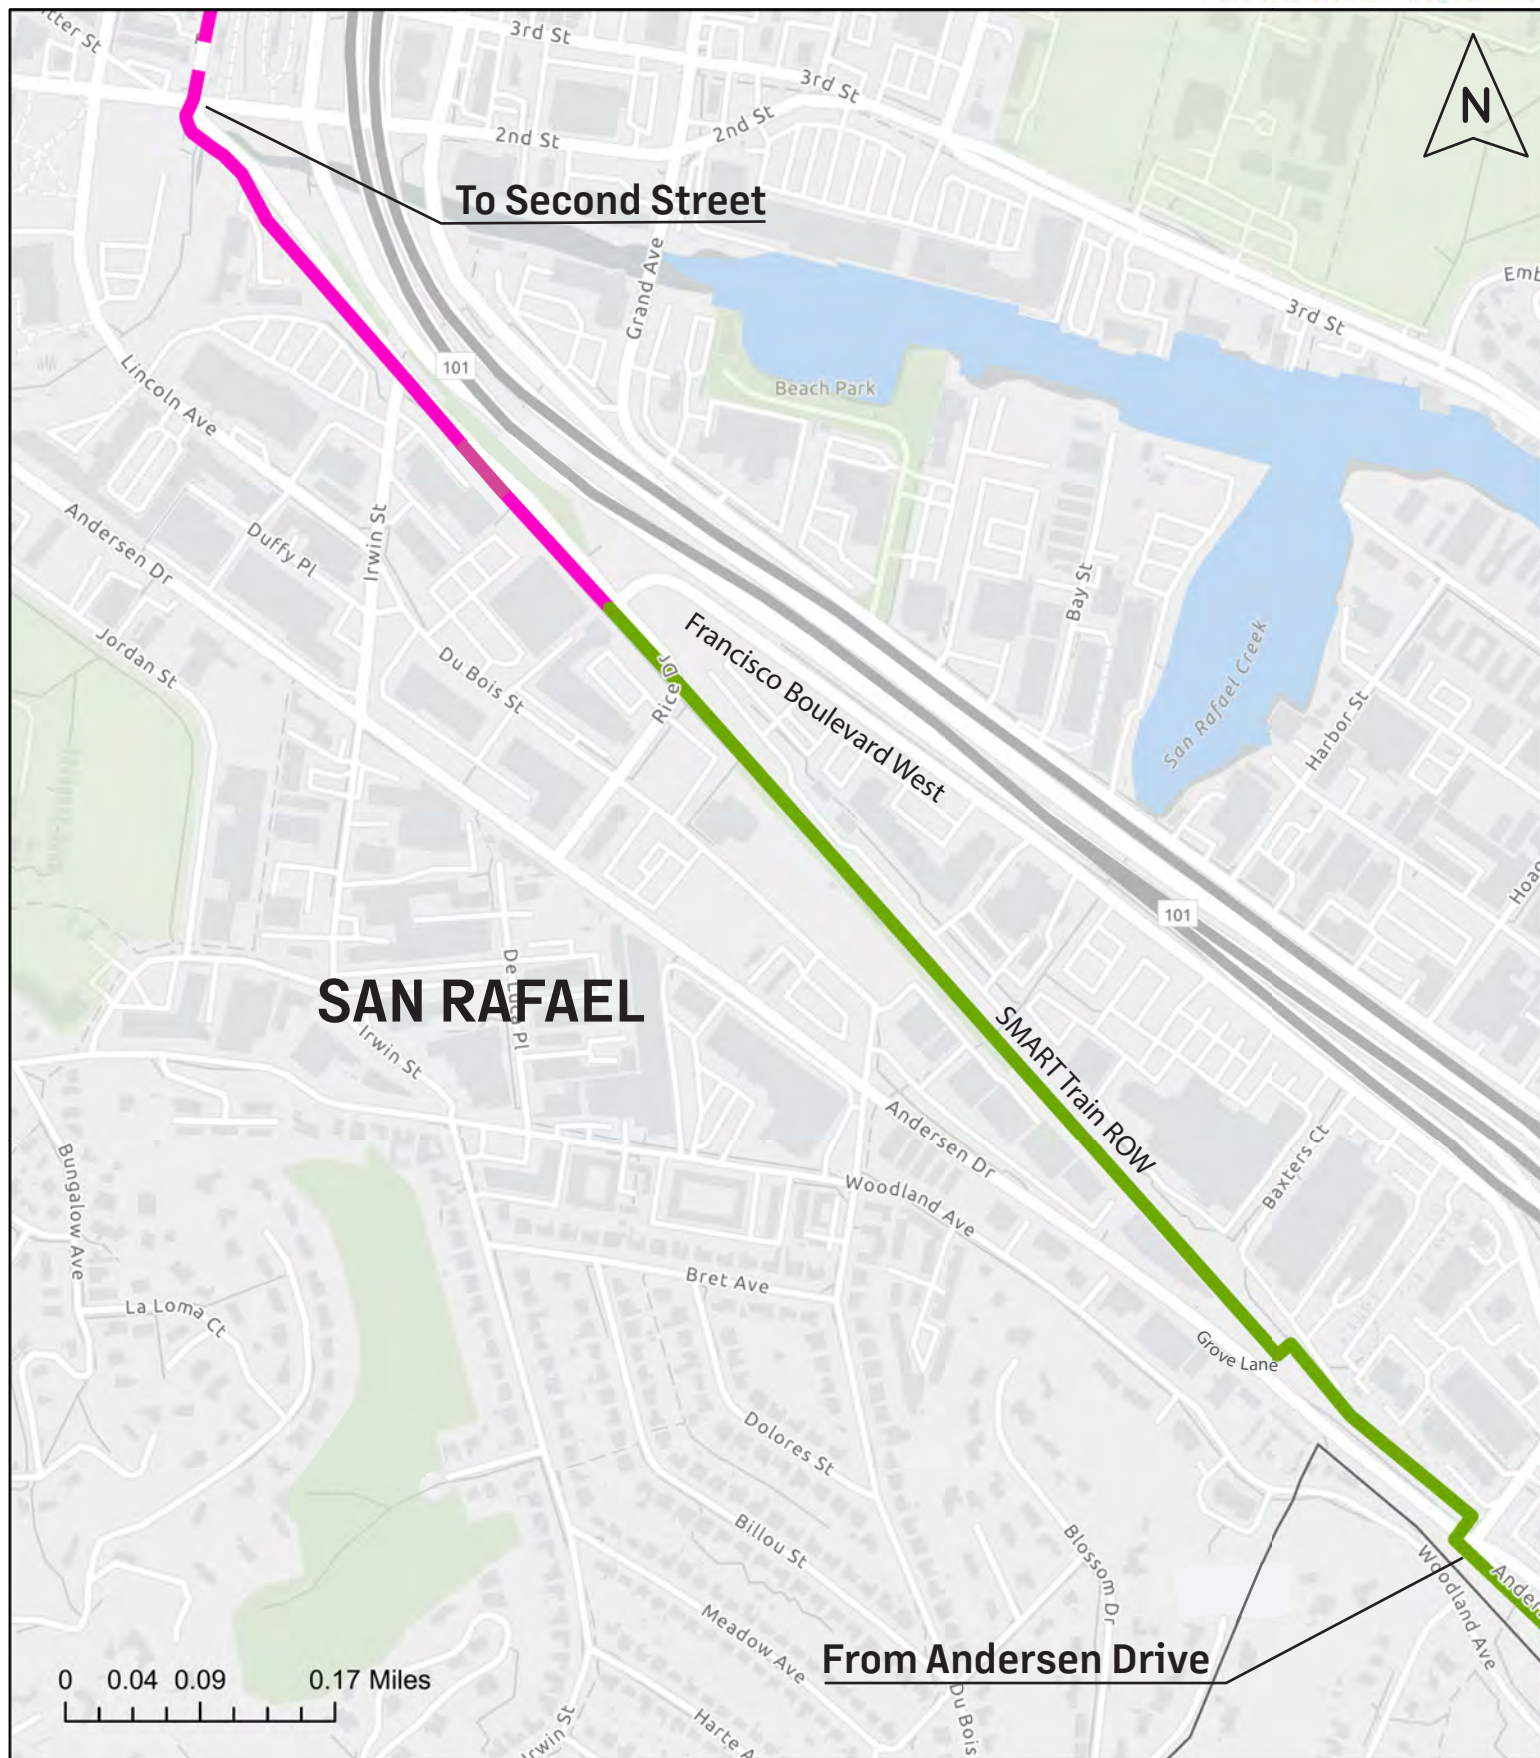 3rd St
3rd St
N
2nd St
2nd St
To Second Street
Grand Ave
3rd St
101
Beach Park
Lincoln Ave
Andersen Dr
Duffy Pl
Irwin St
Bay St
Jordan St
Du Bois St
Rice Dr
Francisco Boulevard West
San Rafael Creek
Harbor St
101
De Luca Pl
SAN RAFAEL
Irwin St
SMART Train ROW
Andersen Dr
Baxters Ct
Bungalow Ave
Woodland Ave
Bret Ave
La Loma Ct
Grove Lane
Dolores St
Billou St
Blossom Dr
Woodland Ave
Meadow Ave
From Andersen Drive
0 0.04 0.09 0.17 Miles
Du Bois
Harte A
Irwin St